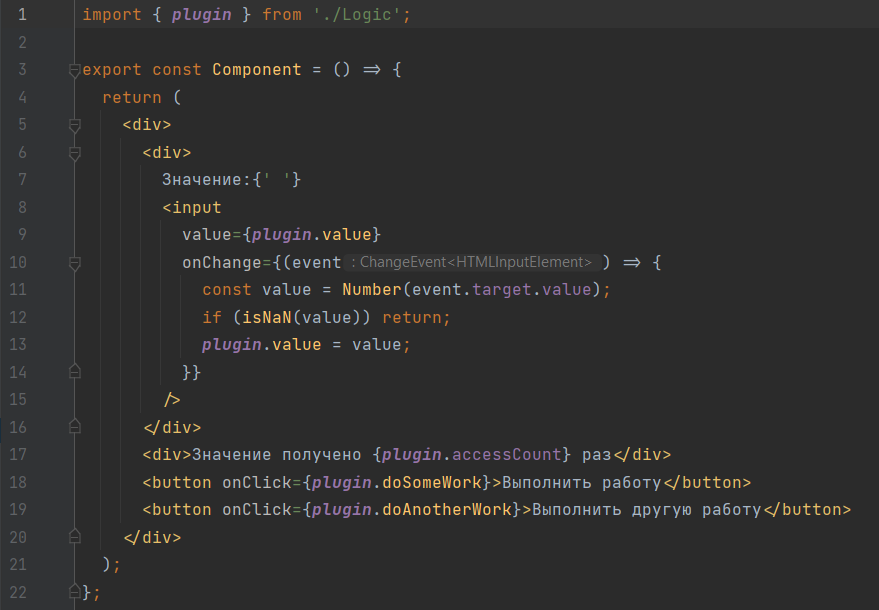 1 import { plugin } from './Logic';
2
3 export const Component = () => {
4   return (
5     <div>
6       <div>
7         Значение:{' '}
8         <input
9           value={plugin.value}
10           onChange={(event : ChangeEvent<HTMLInputElement> ) => {
11             const value = Number(event.target.value);
12             if (isNaN(value)) return;
13             plugin.value = value;
14           }}
15         />
16       </div>
17       <div>Значение получено {plugin.accessCount} раз</div>
18       <button onClick={plugin.doSomeWork}>Выполнить работу</button>
19       <button onClick={plugin.doAnotherWork}>Выполнить другую работу</button>
20     </div>
21   );
22 };